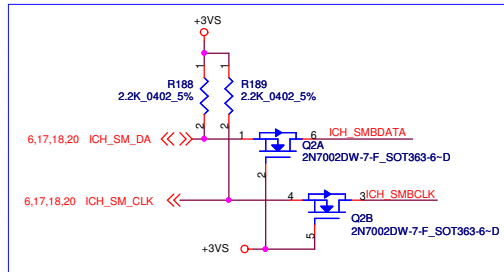 +3VS
1
1
R188
R189
2.2K_0402_5%
2.2K_0402_5%
2
2
6,17,18,20 ICH_SM_DA
1
6
ICH_SMBDATA
Q2A
2N7002DW-7-F_SOT363-6~D
2
6,17,18,20 ICH_SM_CLK
4
3
ICH_SMBCLK
Q2B
2N7002DW-7-F_SOT363-6~D
5
+3VS